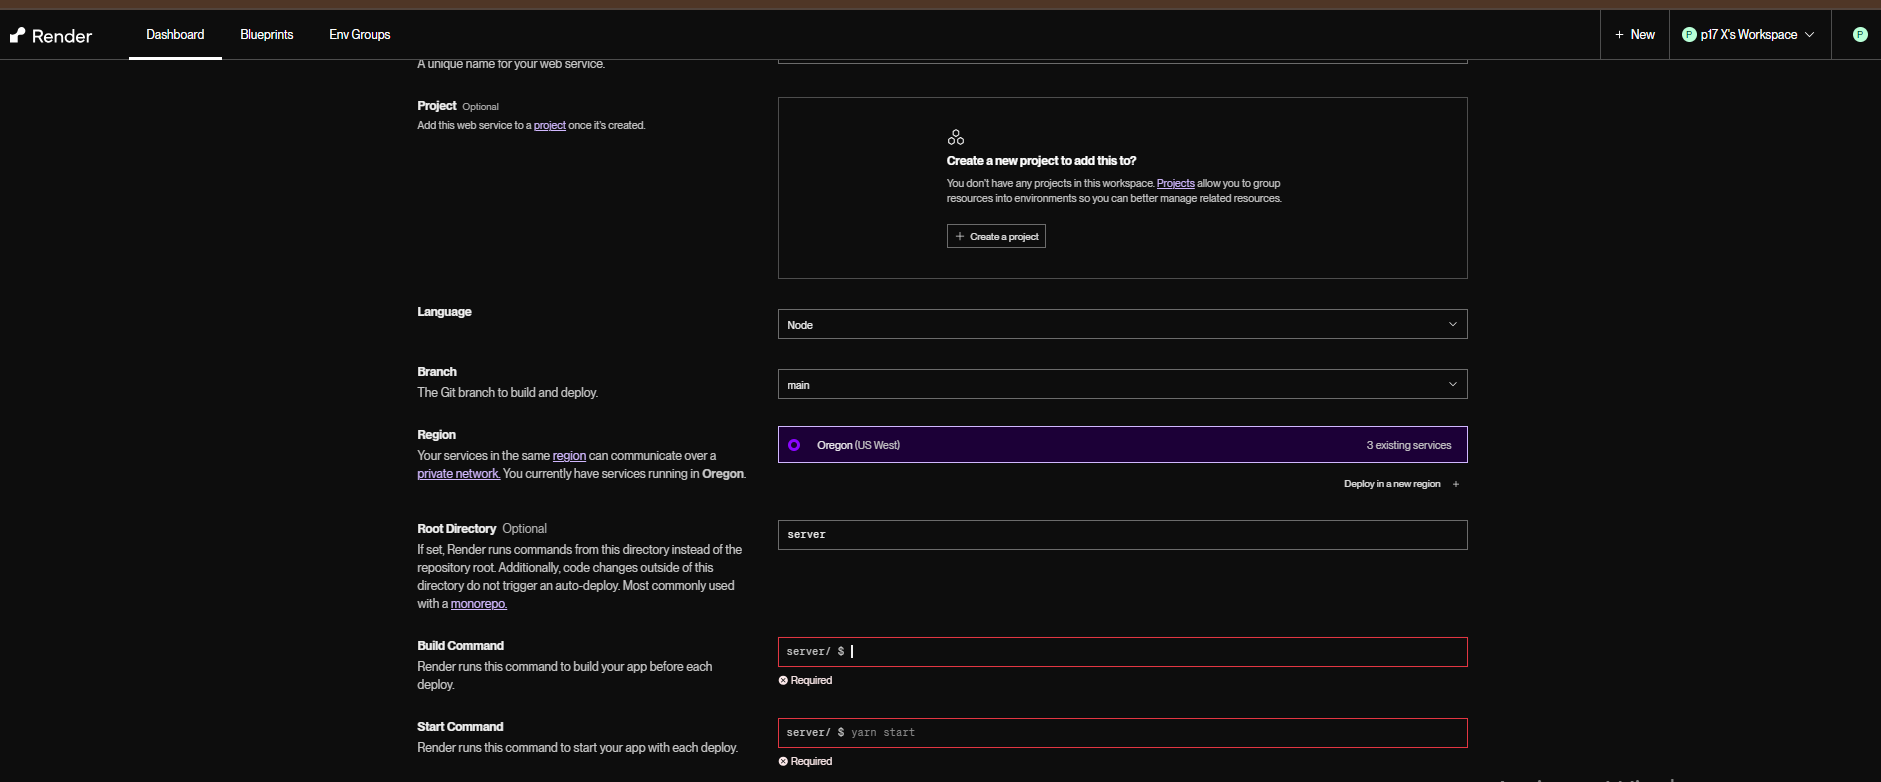 Render
Dashboard
Blueprints
Env Groups
+ New
P p17 X's Workspace
P
A unique name for your web service.
Project Optional
Add this web service to a project once it's created.
Create a new project to add this to?
You don't have any projects in this workspace. Projects allow you to group
resources into environments so you can better manage related resources.
+ Create a project
Language
Node
Branch
The Git branch to build and deploy.
main
Region
Your services in the same region can communicate over a
private network. You currently have services running in Oregon.
Oregon (US West)
3 existing services
Deploy in a new region +
Root Directory Optional
If set, Render runs commands from this directory instead of the
repository root. Additionally, code changes outside of this
directory do not trigger an auto-deploy. Most commonly used
with a monorepo.
server
Build Command
Render runs this command to build your app before each
deploy.
server/ $
Required
Start Command
Render runs this command to start your app with each deploy.
server/ $ yarn start
Required